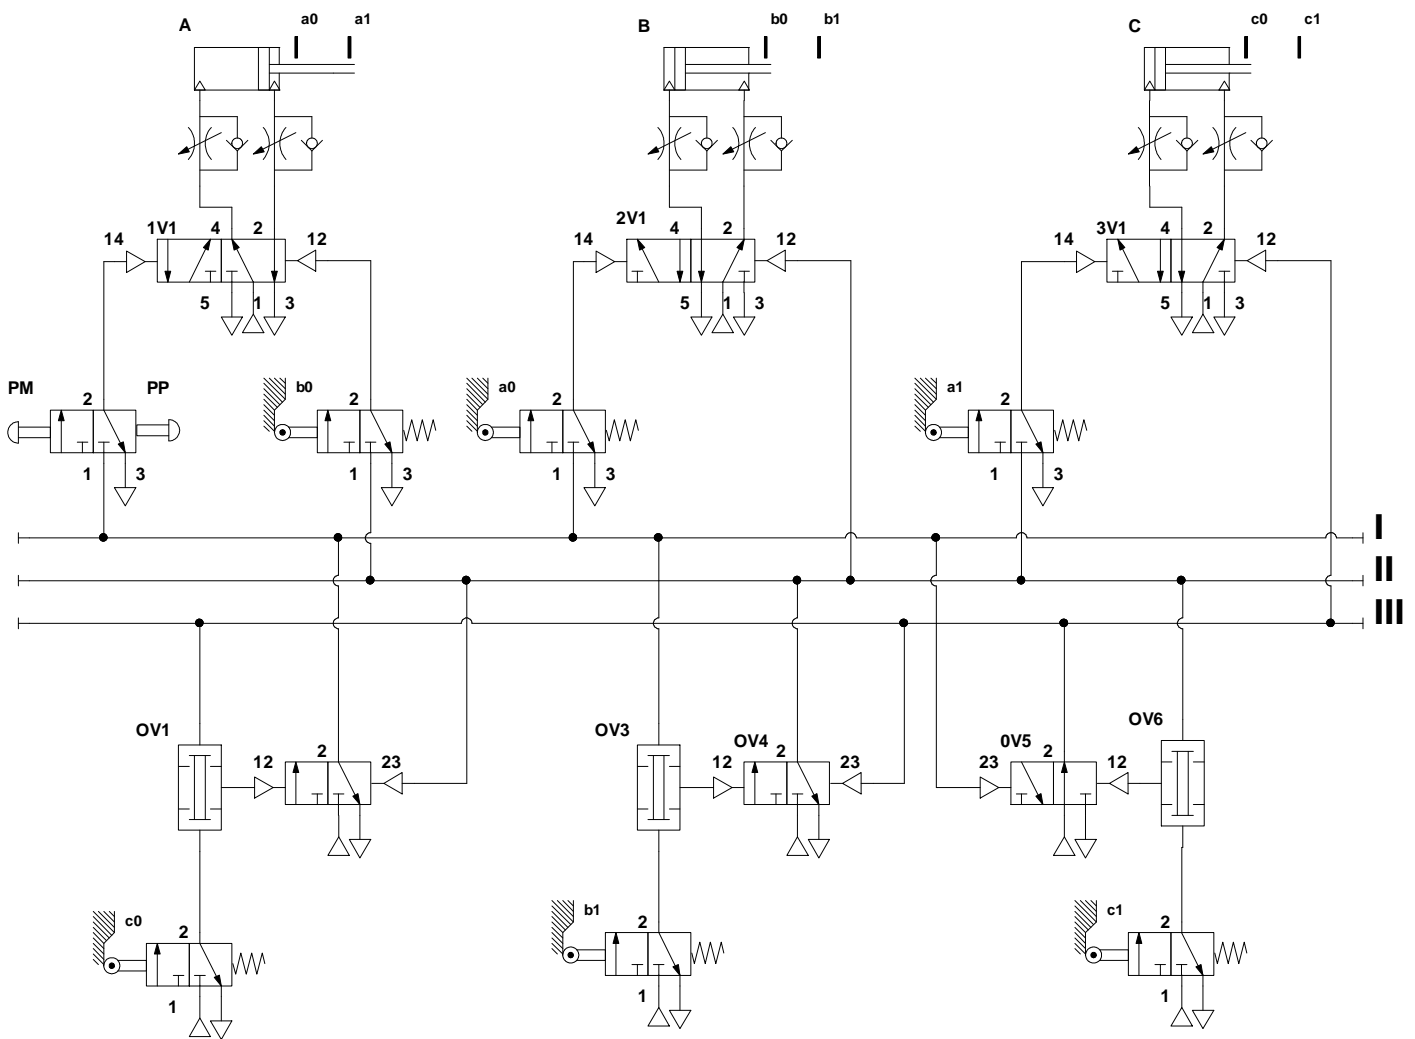 A a0 a1 B b0 b1 C c0 c1
1V1 4 2 2V1 4 2 3V1 4 2
14 12 14 12 14 12
5 1 3 5 1 3 5 1 3
PM 2 PP b0 2 a0 2 a1 2
1 3 1 3 1 3 1 3
I
II
III
OV1 OV3 OV4 0V5 OV6
12 2 23 12 2 23 23 2 12
c0 2 b1 2 c1 2
1 1 1